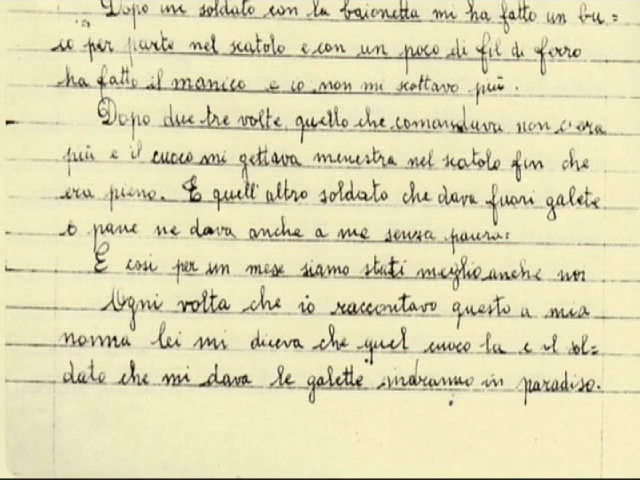 Dopo un soldato con la baionetta mi ha fatto un bu=
co per parte nel scatolo e con un poco di fil di ferro
ha fatto il manico e io non mi scottavo più.
Dopo due tre volte, quello che comandava non c'era
più e il cuoco mi gettava menestra nel scatolo fin che
era pieno. E quell'altro soldato che dava fuori galete
o pane ne dava anche a me senza paura.
E così per un mese siamo stati meglio anche noi
Ogni volta che io raccontavo questo a mia
nonna lei mi diceva che quel cuoco la e il sol=
dato che mi dava le galette indranno in paradiso.